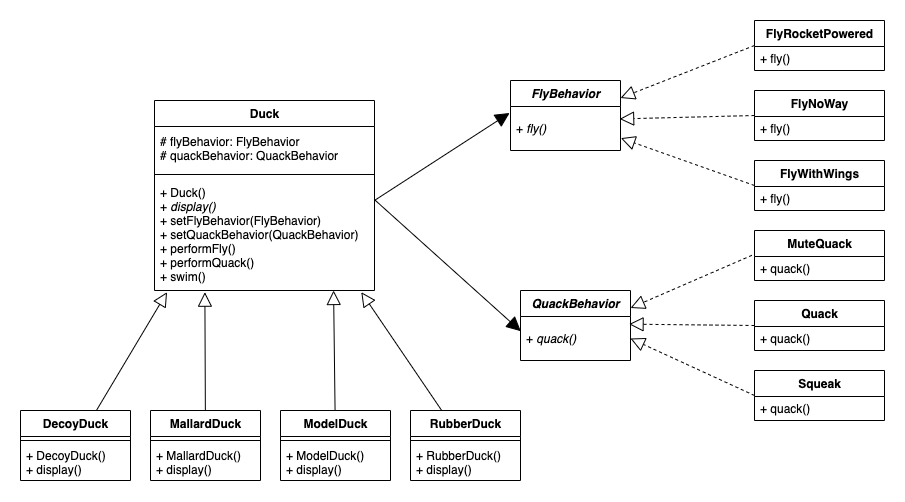 Duck
# flyBehavior: FlyBehavior
# quackBehavior: QuackBehavior
+ Duck()
+ display()
+ setFlyBehavior(FlyBehavior)
+ setQuackBehavior(QuackBehavior)
+ performFly()
+ performQuack()
+ swim()
FlyBehavior
+ fly()
QuackBehavior
+ quack()
FlyRocketPowered
+ fly()
FlyNoWay
+ fly()
FlyWithWings
+ fly()
MuteQuack
+ quack()
Quack
+ quack()
Squeak
+ quack()
DecoyDuck
+ DecoyDuck()
+ display()
MallardDuck
+ MallardDuck()
+ display()
ModelDuck
+ ModelDuck()
+ display()
RubberDuck
+ RubberDuck()
+ display()